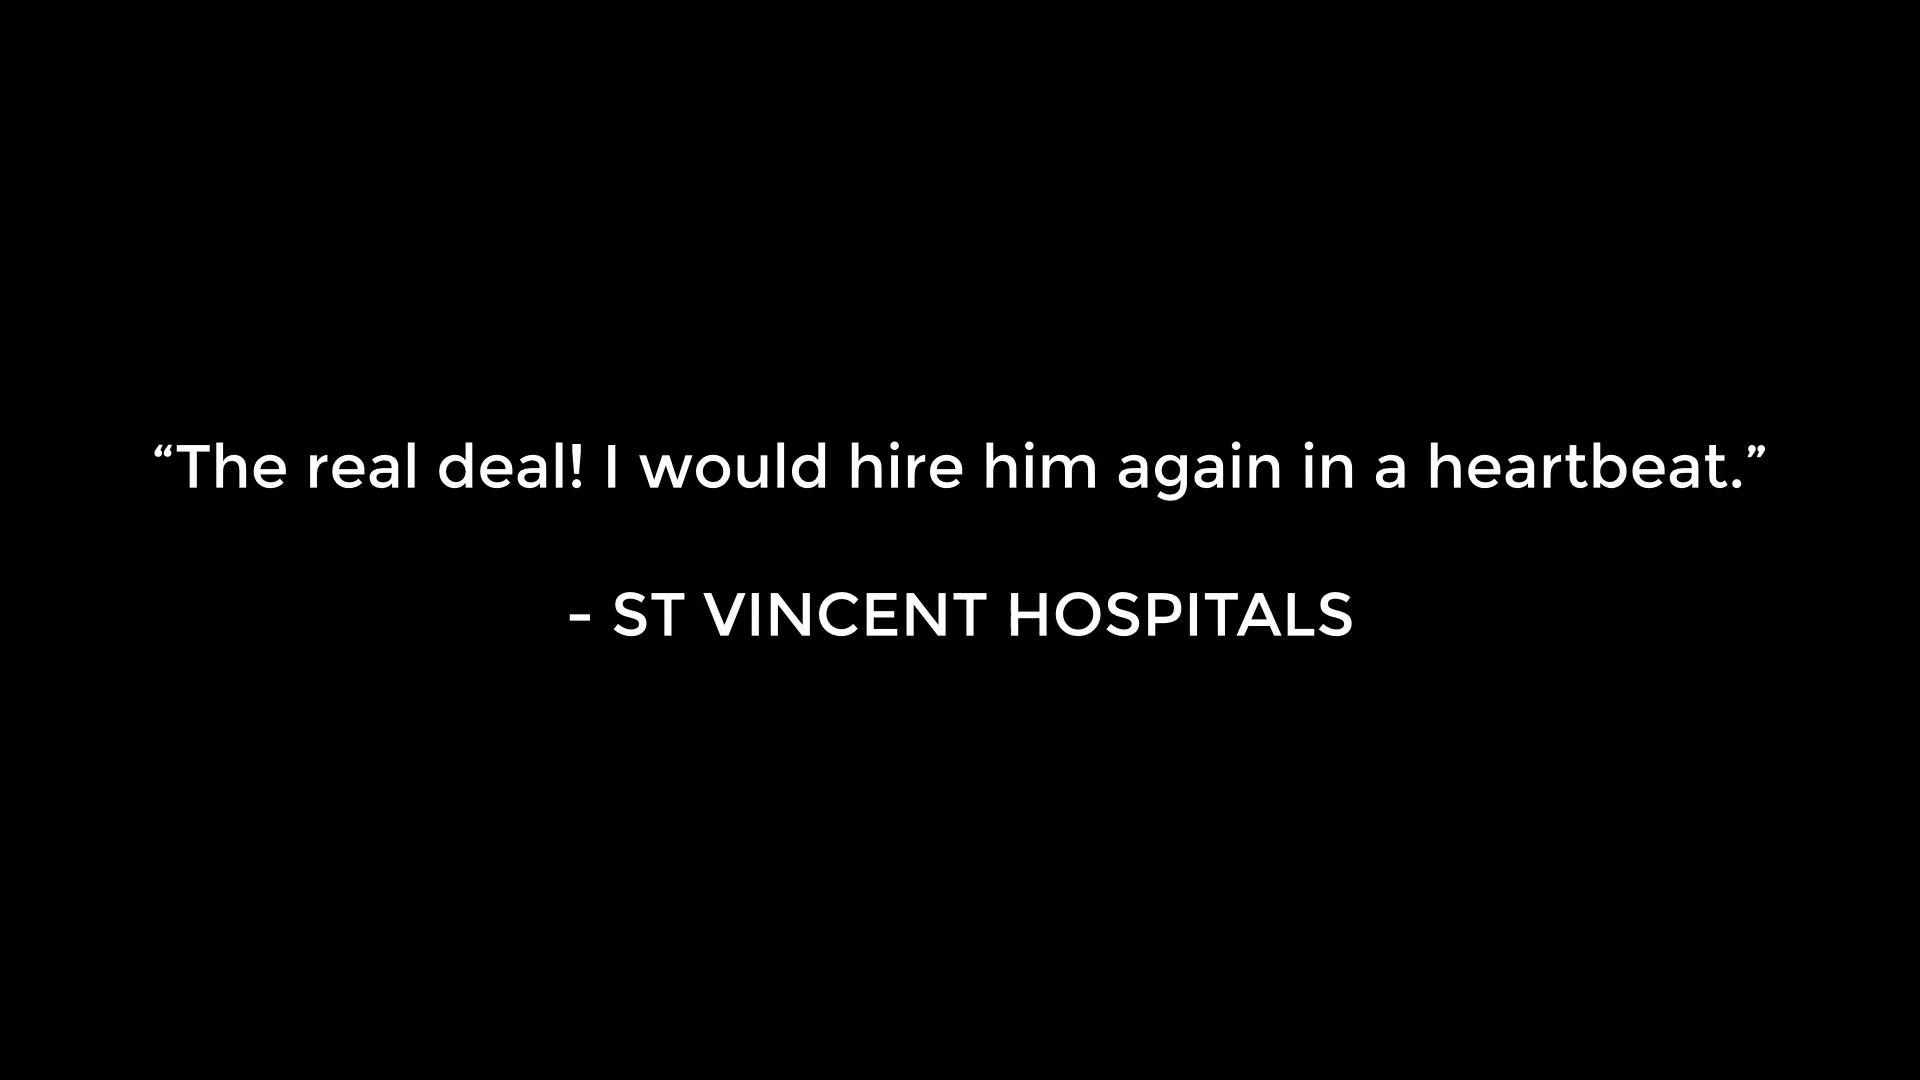 “The real deal! I would hire him again in a heartbeat.”
- ST VINCENT HOSPITALS